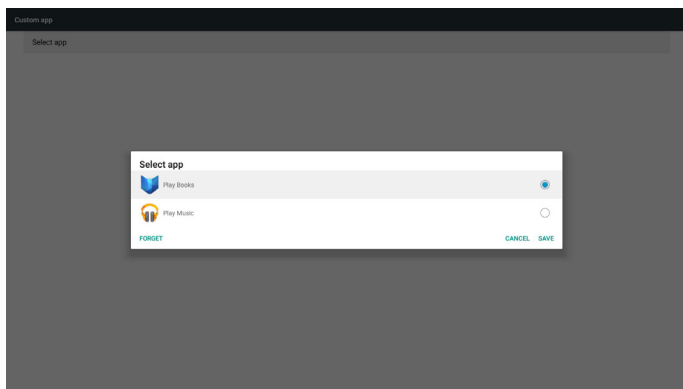 Custom app
Select app
Select app
Play Books
Play Music
FORGET
CANCEL SAVE